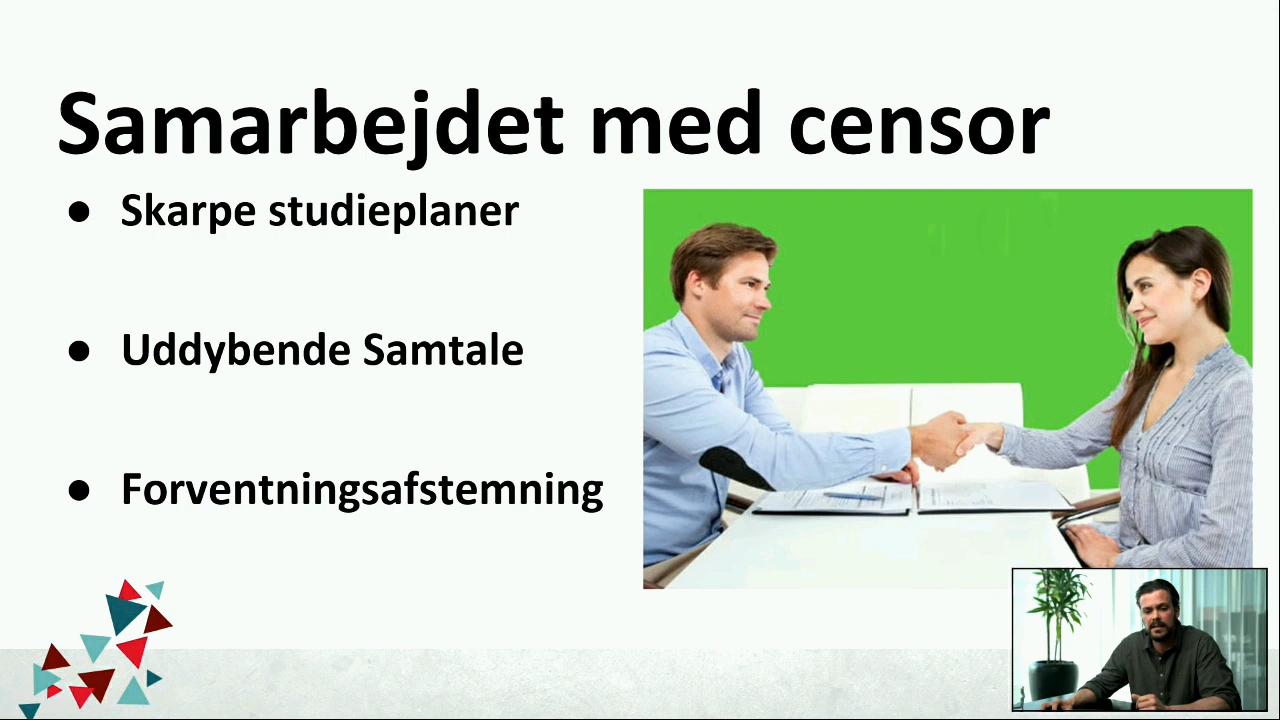 Samarbejdet med censor
● Skarpe studieplaner
● Uddybende Samtale
● Forventningsafstemning